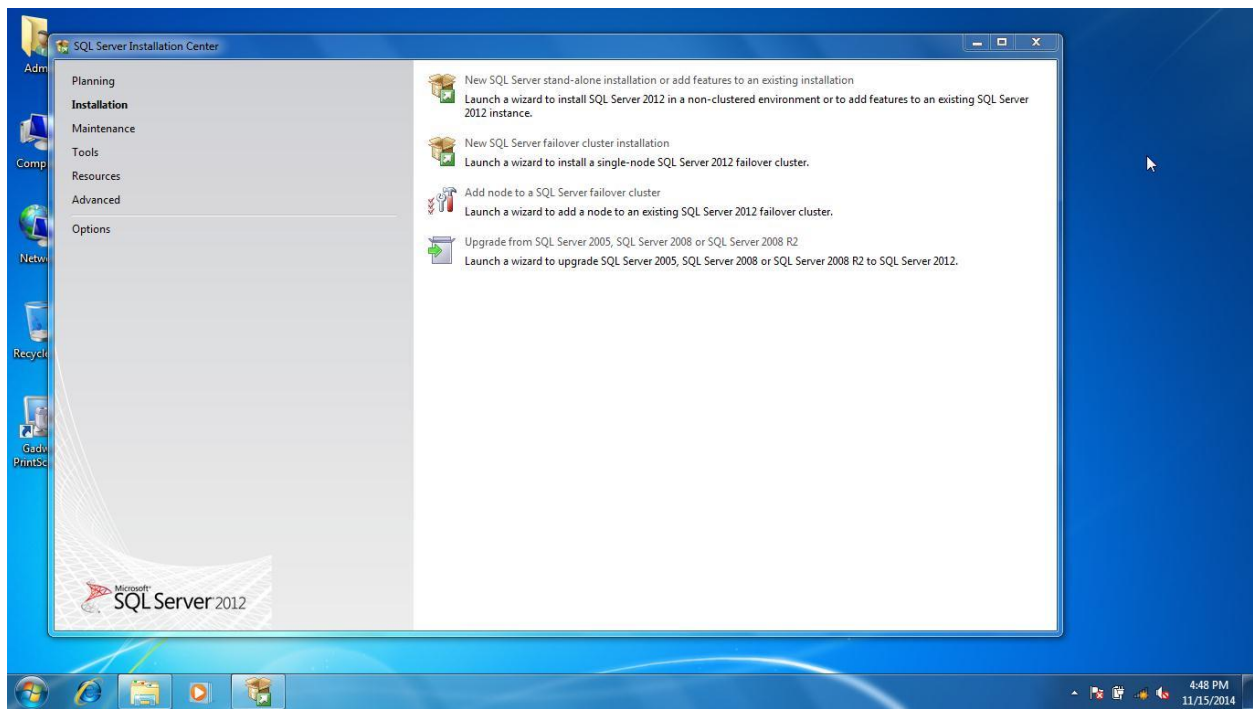 SQL Server Installation Center
Adm
Comp
Netw
Recycle
Gadw
PrintSc
Planning
Installation
Maintenance
Tools
Resources
Advanced
Options
New SQL Server stand-alone installation or add features to an existing installation
Launch a wizard to install SQL Server 2012 in a non-clustered environment or to add features to an existing SQL Server
2012 instance.
New SQL Server failover cluster installation
Launch a wizard to install a single-node SQL Server 2012 failover cluster.
Add node to a SQL Server failover cluster
Launch a wizard to add a node to an existing SQL Server 2012 failover cluster.
Upgrade from SQL Server 2005, SQL Server 2008 or SQL Server 2008 R2
Launch a wizard to upgrade SQL Server 2005, SQL Server 2008 or SQL Server 2008 R2 to SQL Server 2012.
Microsoft
SQL Server 2012
4:48 PM
11/15/2014